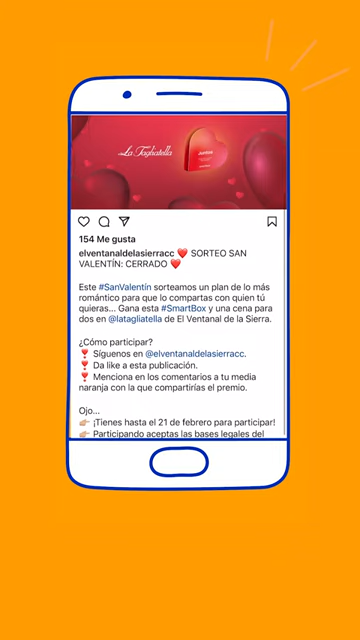 La Tagliatella
154 Me gusta
elventanaldelasierracc ❤️ SORTEO SAN
VALENTÍN: CERRADO ❤️
Este #SanValentín sorteamos un plan de lo más
romántico para que lo compartas con quien tú
quieras... Gana esta #SmartBox y una cena para
dos en @latagliatella de El Ventanal de la Sierra.
¿Cómo participar?
❣️ Síguenos en @elventanaldelasierracc.
❣️ Da like a esta publicación.
❣️ Menciona en los comentarios a tu media
naranja con la que compartirías el premio.
Ojo...
👉🏼 ¡Tienes hasta el 21 de febrero para participar!
👉🏼 Participando aceptas las bases legales del